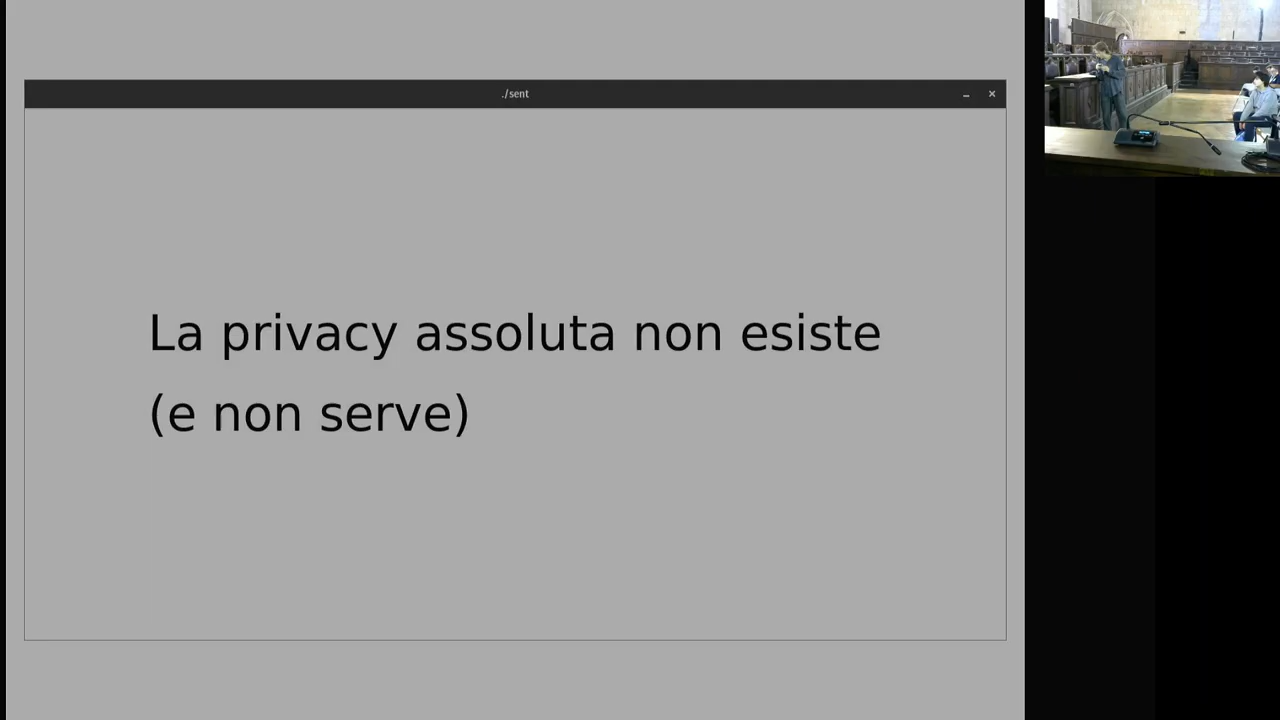 ./sent
La privacy assoluta non esiste
(e non serve)